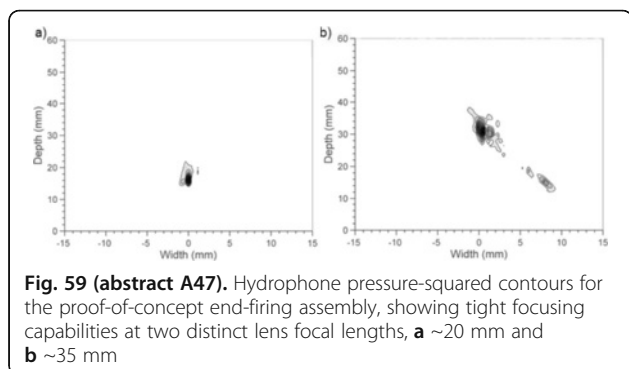 a)
60
50
40
30
20
10
0
Depth (mm)
-15 -10 -5 0 5 10 15
Width (mm)
b)
60
50
40
30
20
10
0
Depth (mm)
-15 -10 -5 0 5 10 15
Width (mm)
Fig. 59 (abstract A47). Hydrophone pressure-squared contours for
the proof-of-concept end-firing assembly, showing tight focusing
capabilities at two distinct lens focal lengths, a ~20 mm and
b ~35 mm